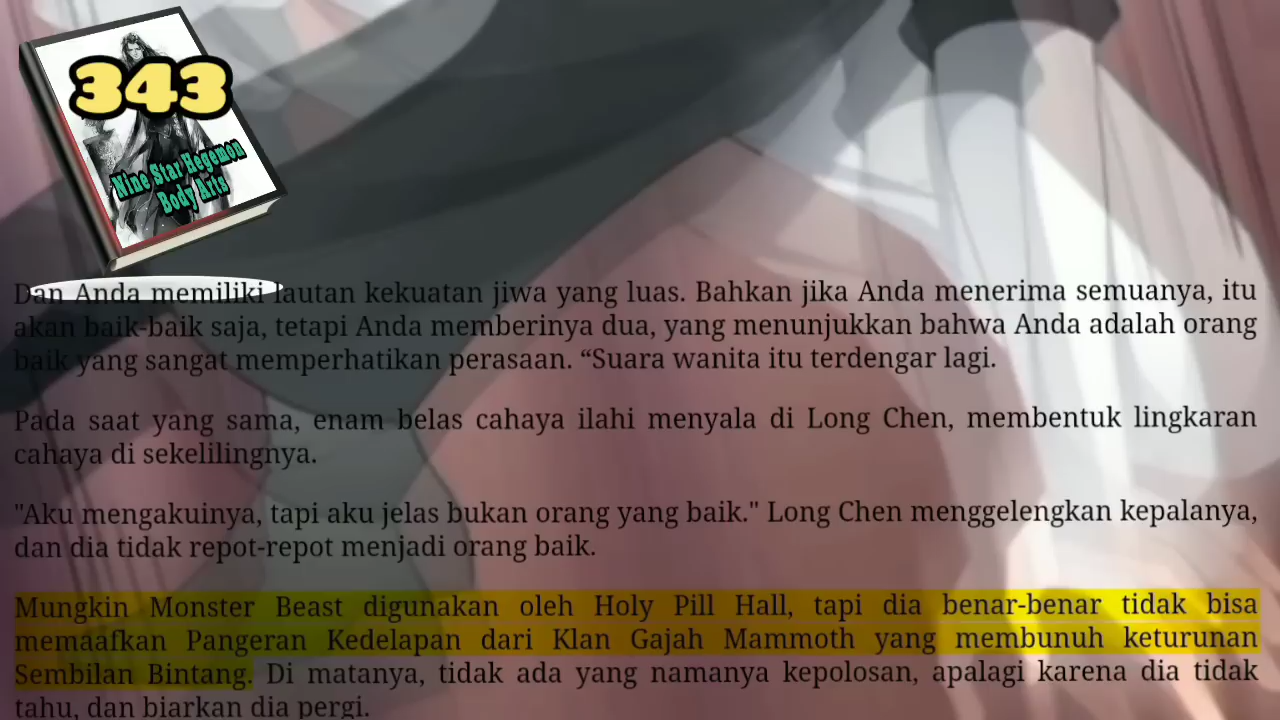 343
Nine Star Hegemon
Body Arts
Dan Anda memiliki lautan kekuatan jiwa yang luas. Bahkan jika Anda menerima semuanya, itu
akan baik-baik saja, tetapi Anda memberinya dua, yang menunjukkan bahwa Anda adalah orang
baik yang sangat memperhatikan perasaan. “Suara wanita itu terdengar lagi.
Pada saat yang sama, enam belas cahaya ilahi menyala di Long Chen, membentuk lingkaran
cahaya di sekelilingnya.
"Aku mengakuinya, tapi aku jelas bukan orang yang baik." Long Chen menggelengkan kepalanya,
dan dia tidak repot-repot menjadi orang baik.
Mungkin Monster Beast digunakan oleh Holy Pill Hall, tapi dia benar-benar tidak bisa
memaafkan Pangeran Kedelapan dari Klan Gajah Mammoth yang membunuh keturunan
Sembilan Bintang. Di matanya, tidak ada yang namanya kepolosan, apalagi karena dia tidak
tahu, dan biarkan dia pergi.